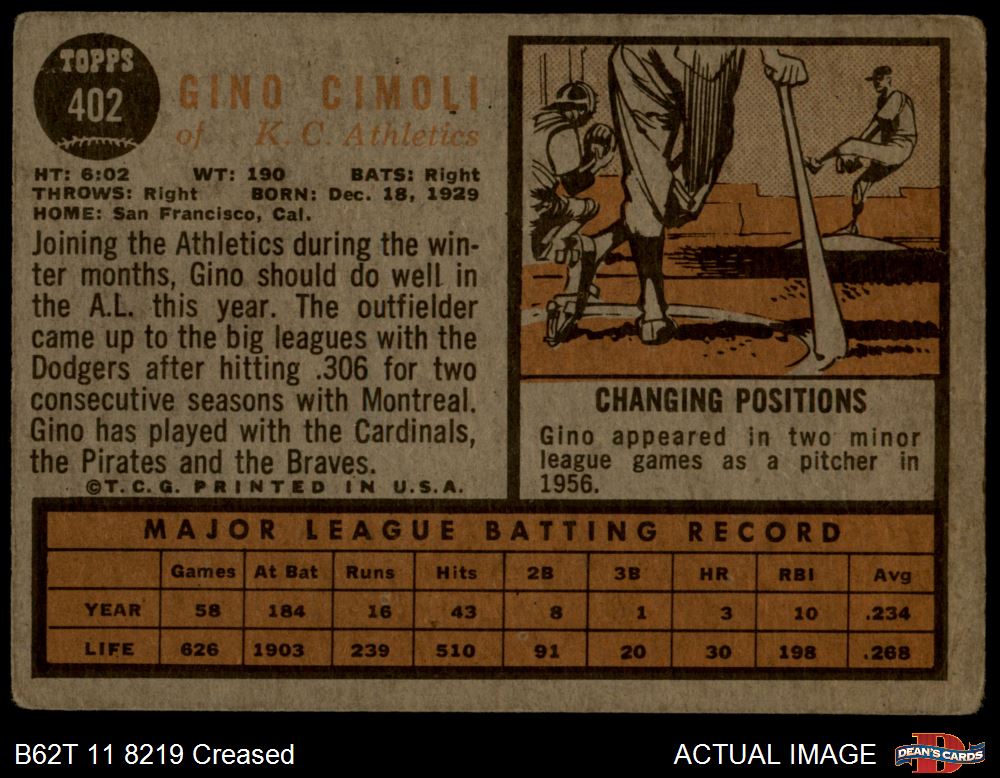 TOPPS
402
GINO CIMOLI
of K. C. Athletics
HT: 6:02 WT: 190 BATS: Right
THROWS: Right BORN: Dec. 18, 1929
HOME: San Francisco, Cal.
Joining the Athletics during the win-
ter months, Gino should do well in
the A.L. this year. The outfielder
came up to the big leagues with the
Dodgers after hitting .306 for two
consecutive seasons with Montreal.
Gino has played with the Cardinals,
the Pirates and the Braves.
©T.C.G. PRINTED IN U.S.A.
CHANGING POSITIONS
Gino appeared in two minor
league games as a pitcher in
1956.
MAJOR LEAGUE BATTING RECORD
Games At Bat Runs Hits 2B 3B HR RBI Avg
YEAR 58 184 16 43 8 1 3 10 .234
LIFE 626 1903 239 510 91 20 30 198 .268
B62T 11 8219 Creased
ACTUAL IMAGE
DEAN'S CARDS